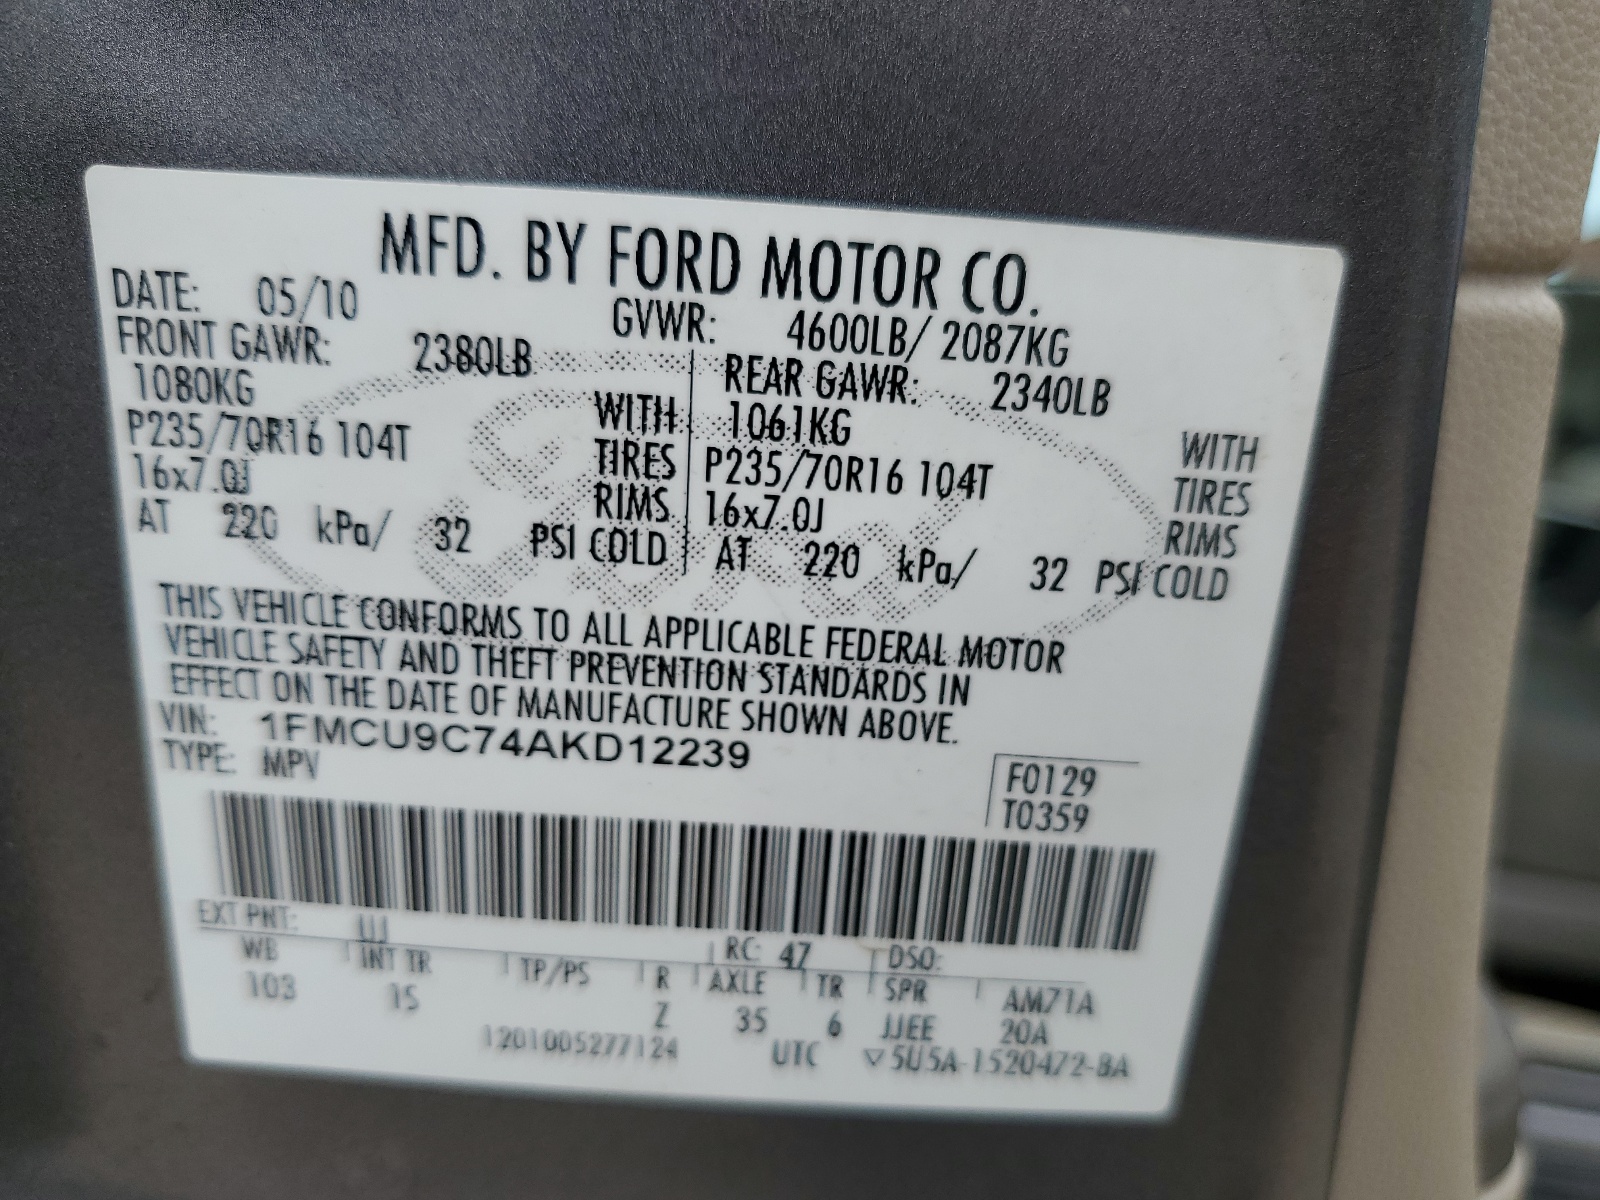 MFD. BY FORD MOTOR CO.
DATE: 05/10 GVWR: 4600LB/ 2087KG
FRONT GAWR: 2380LB REAR GAWR: 2340LB
1080KG WITH 1061KG WITH
P235/70R16 104T TIRES P235/70R16 104T TIRES
16x7.0J RIMS 16x7.0J RIMS
AT 220 kPa/ 32 PSI COLD AT 220 kPa/ 32 PSI COLD
THIS VEHICLE CONFORMS TO ALL APPLICABLE FEDERAL MOTOR
VEHICLE SAFETY AND THEFT PREVENTION STANDARDS IN
EFFECT ON THE DATE OF MANUFACTURE SHOWN ABOVE.
VIN: 1FMCU9C74AKD12239
TYPE: MPV
F0129
T0359
EXT PNT: UJ RC: 47 DSO:
WB INT TR TP/PS R AXLE TR SPR AM71A
103 15 Z 35 6 JJEE 20A
1201005277124 UTC ▽5U5A-1520472-BA
Ford